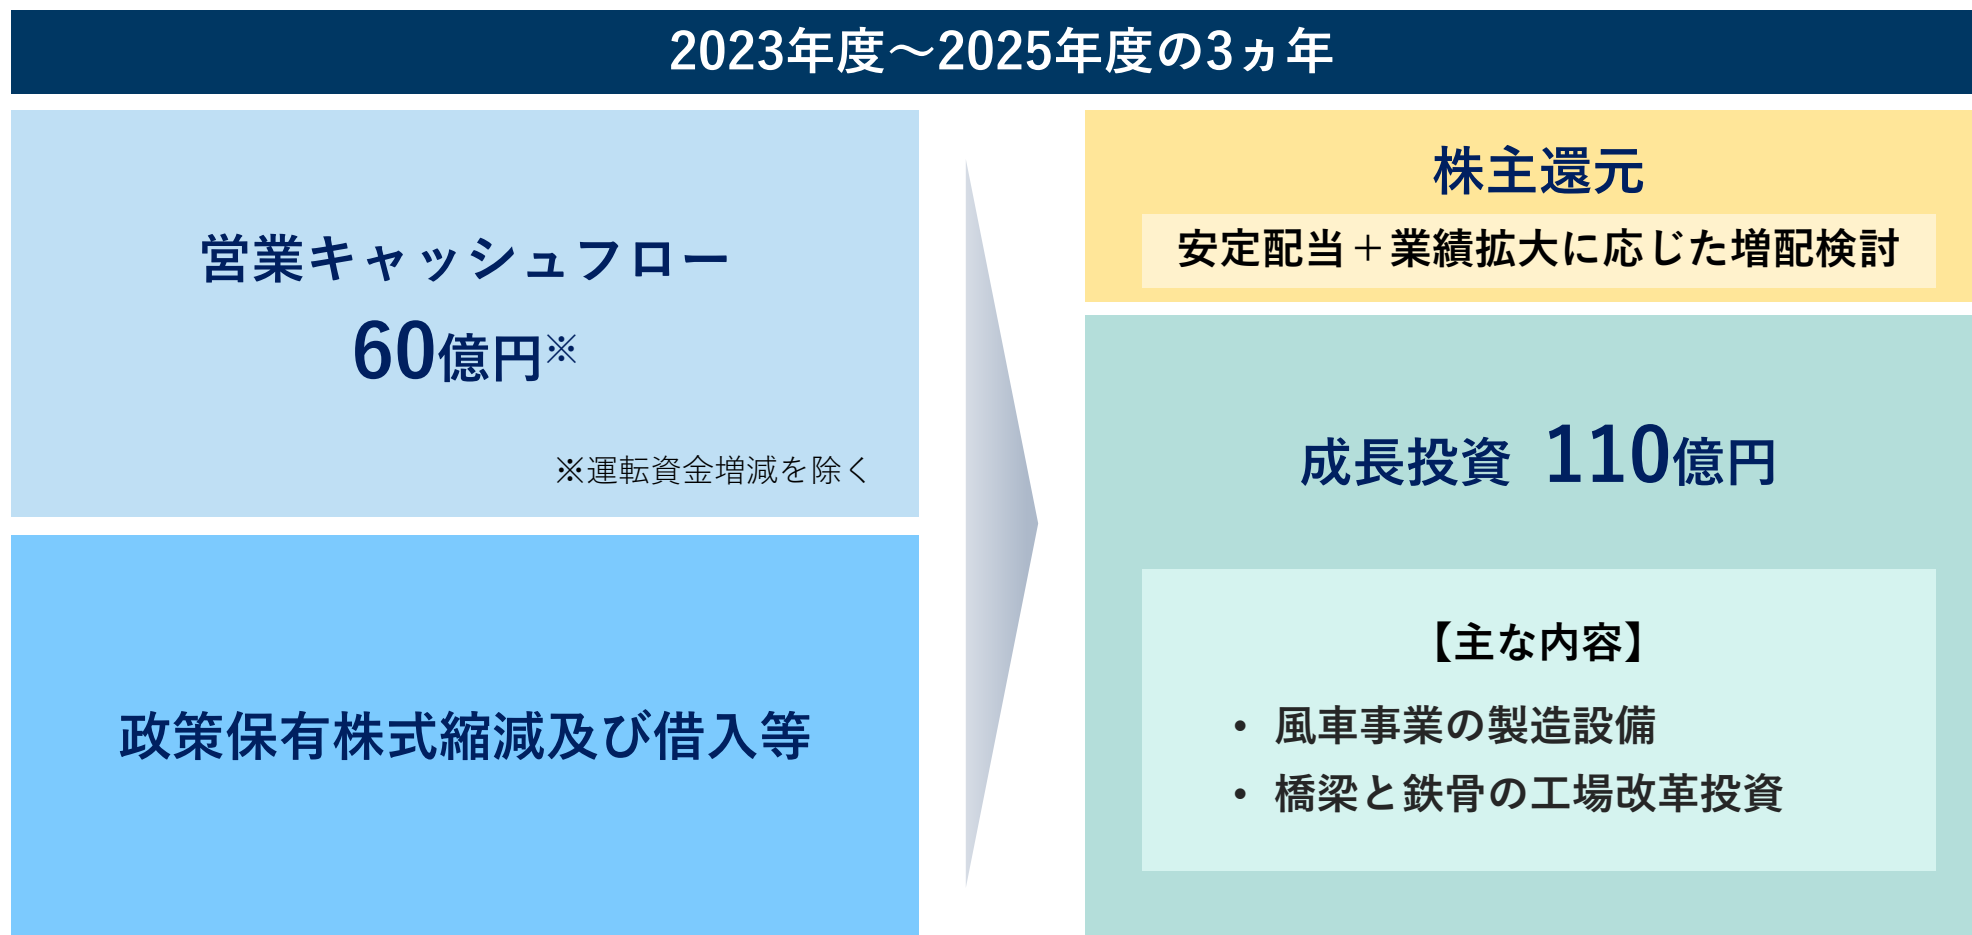 2023年度～2025年度の3ヵ年
営業キャッシュフロー
60億円※
※運転資金増減を除く
政策保有株式縮減及び借入等
株主還元
安定配当＋業績拡大に応じた増配検討
成長投資 110億円
【主な内容】
• 風車事業の製造設備
• 橋梁と鉄骨の工場改革投資